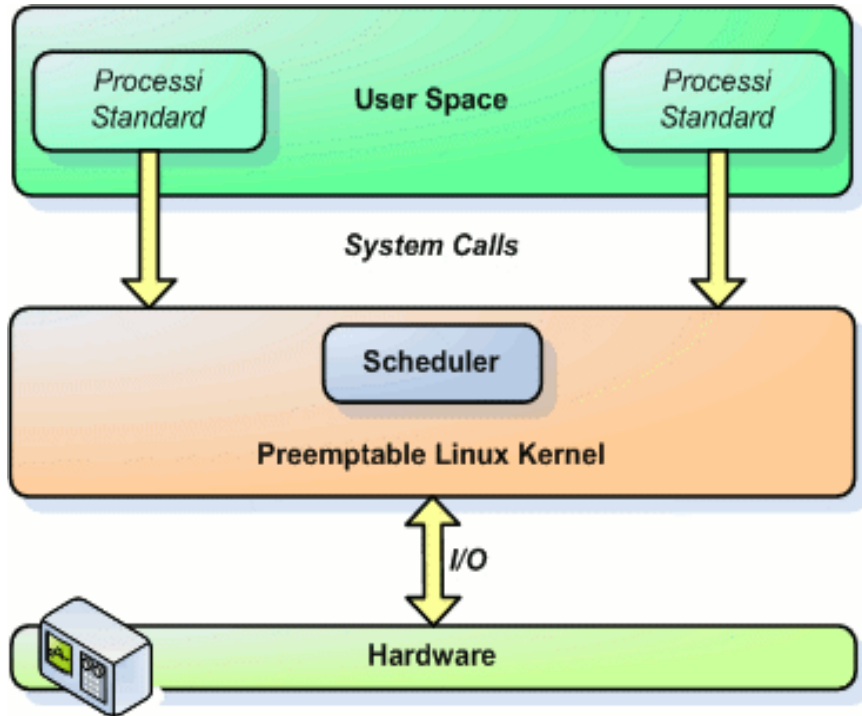 Processi
Standard
User Space
Processi
Standard
System Calls
Scheduler
Preemptable Linux Kernel
I/O
Hardware